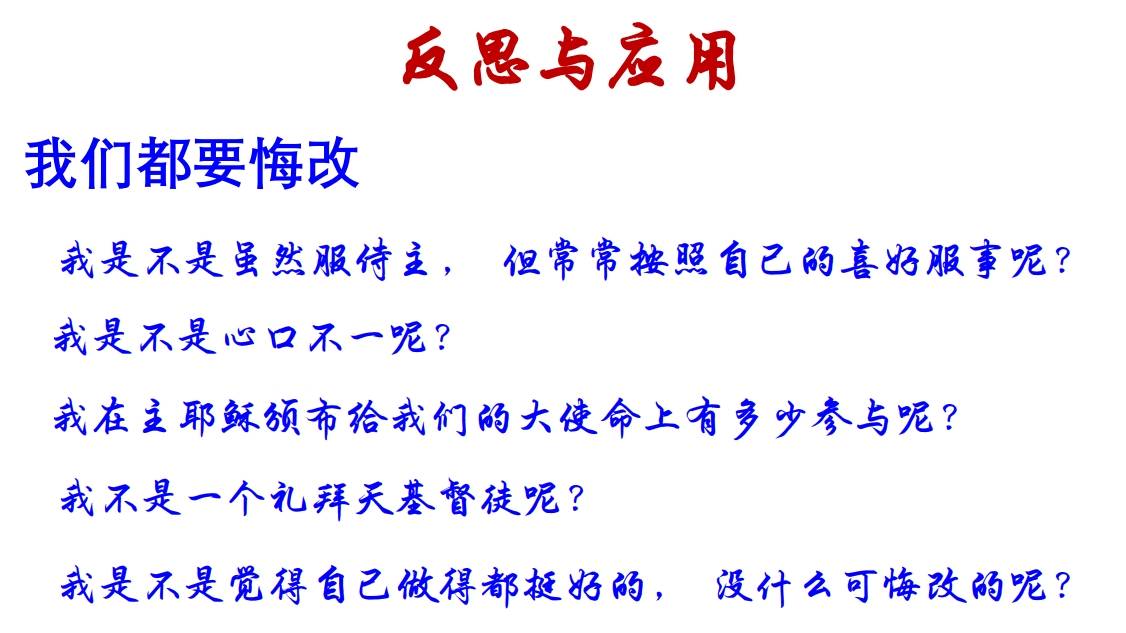 反思与应用
我们都要悔改
我是不是虽然服侍主， 但常常按照自己的喜好服事呢？
我是不是心口不一呢？
我在主耶稣颁布给我们的大使命上有多少参与呢？
我不是一个礼拜天基督徒呢？
我是不是觉得自己做得都挺好的， 没什么可悔改的呢？